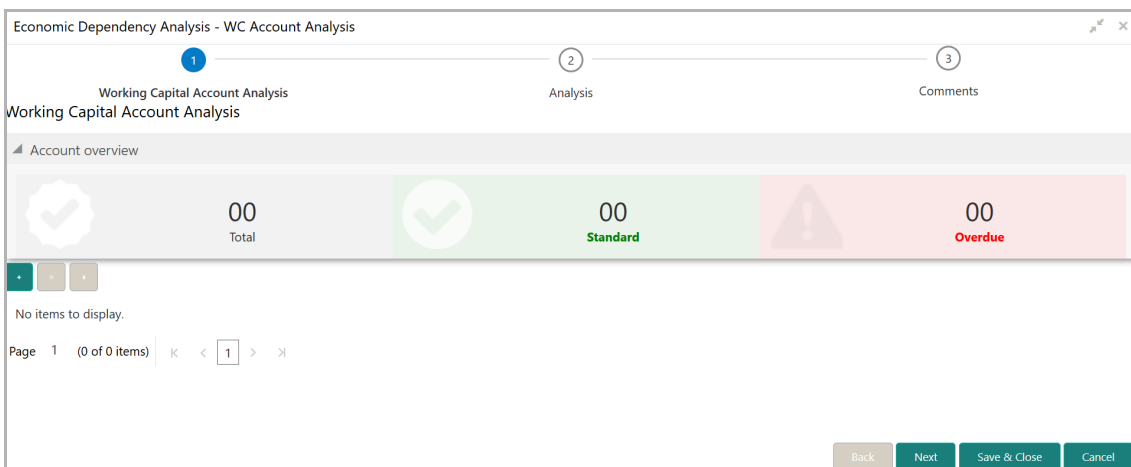 Economic Dependency Analysis - WC Account Analysis
1
2
3
Working Capital Account Analysis
Analysis
Comments
Working Capital Account Analysis
Account overview
00
00
00
Total
Standard
Overdue
+
No items to display.
Page 1 (0 of 0 items) 1
Back Next Save & Close Cancel